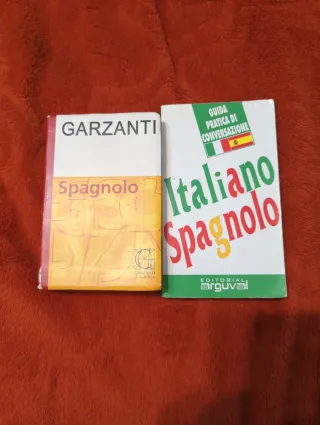 GARZANTI
Spagnolo
GUIDA
PRATICA DI
CONVERSAZIONE
Italiano
Spagnolo
EDITORIAL
arguval